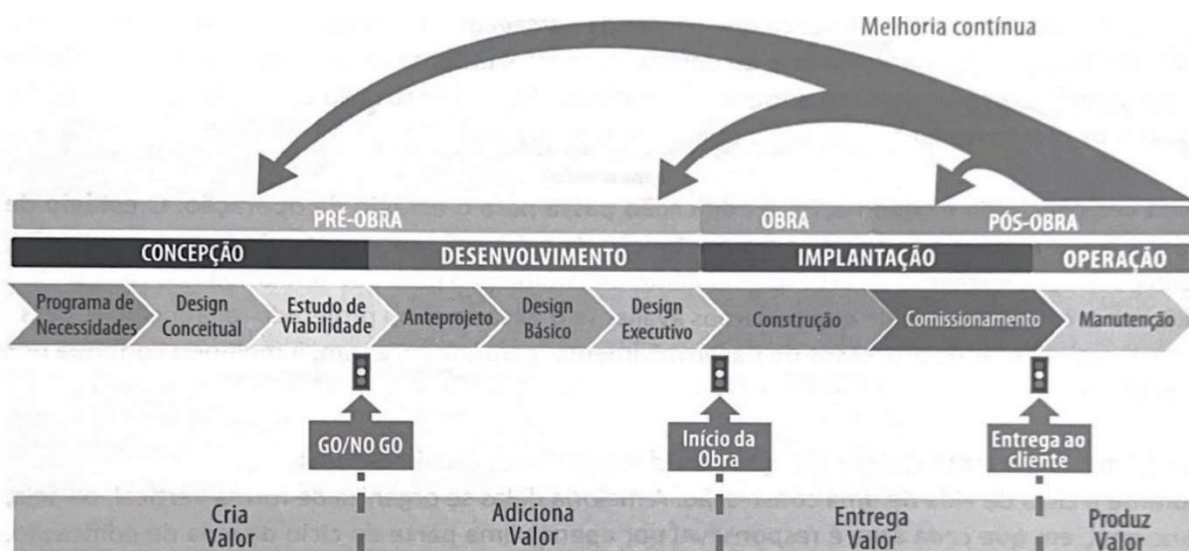 Melhoria contínua
PRÉ-OBRA
OBRA
PÓS-OBRA
CONCEPÇÃO
DESENVOLVIMENTO
IMPLANTAÇÃO
OPERAÇÃO
Programa de
Necessidades
Design
Conceitual
Estudo de
Viabilidade
Anteprojeto
Design
Básico
Design
Executivo
Construção
Comissionamento
Manutenção
GO/NO GO
Início da
Obra
Entrega ao
cliente
Cria
Valor
Adiciona
Valor
Entrega
Valor
Produz
Valor